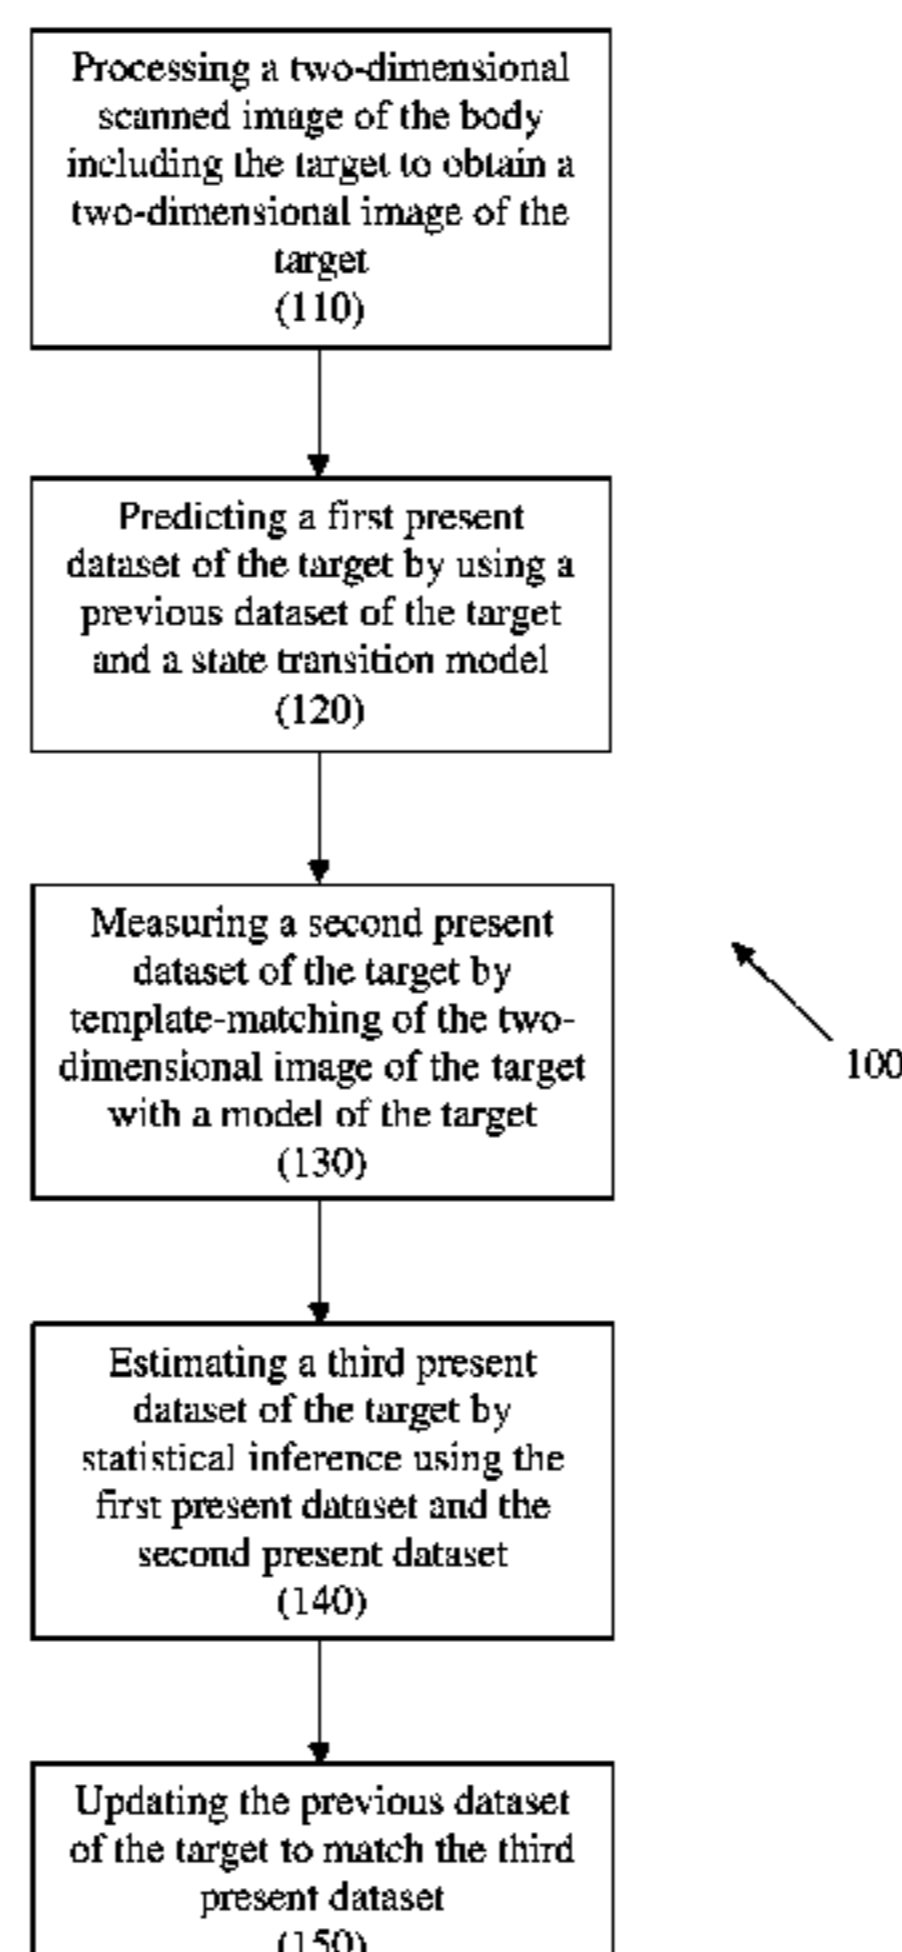 Processing a two-dimensional
scanned image of the body
including the target to obtain a
two-dimensional image of the
target
(110)
Predicting a first present
dataset of the target by using a
previous dataset of the target
and a state transition model
(120)
Measuring a second present
dataset of the target by
template-matching of the two-
dimensional image of the target
with a model of the target
(130)
100
Estimating a third present
dataset of the target by
statistical inference using the
first present dataset and the
second present dataset
(140)
Updating the previous dataset
of the target to match the third
present dataset
(150)